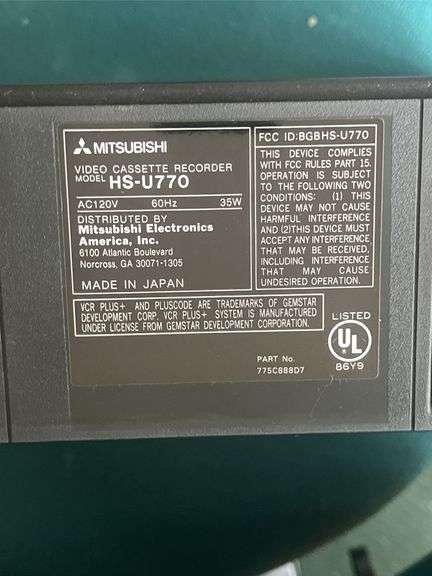 MITSUBISHI
VIDEO CASSETTE RECORDER
MODEL HS-U770
AC120V 60Hz 35W
DISTRIBUTED BY
Mitsubishi Electronics
America, Inc.
6100 Atlantic Boulevard
Norcross, GA 30071-1305
MADE IN JAPAN
FCC ID:BGBHS-U770
THIS DEVICE COMPLIES
WITH FCC RULES PART 15.
OPERATION IS SUBJECT
TO THE FOLLOWING TWO
CONDITIONS: (1) THIS
DEVICE MAY NOT CAUSE
HARMFUL INTERFERENCE
AND (2)THIS DEVICE MUST
ACCEPT ANY INTERFERENCE
THAT MAY BE RECEIVED,
INCLUDING INTERFERENCE
THAT MAY CAUSE
UNDESIRED OPERATION.
VCR PLUS+ AND PLUSCODE ARE TRADEMARKS OF GEMSTAR
DEVELOPMENT CORP. VCR PLUS+ SYSTEM IS MANUFACTURED
UNDER LICENSE FROM GEMSTAR DEVELOPMENT CORPORATION.
LISTED
UL
86Y9
PART No.
775C888D7